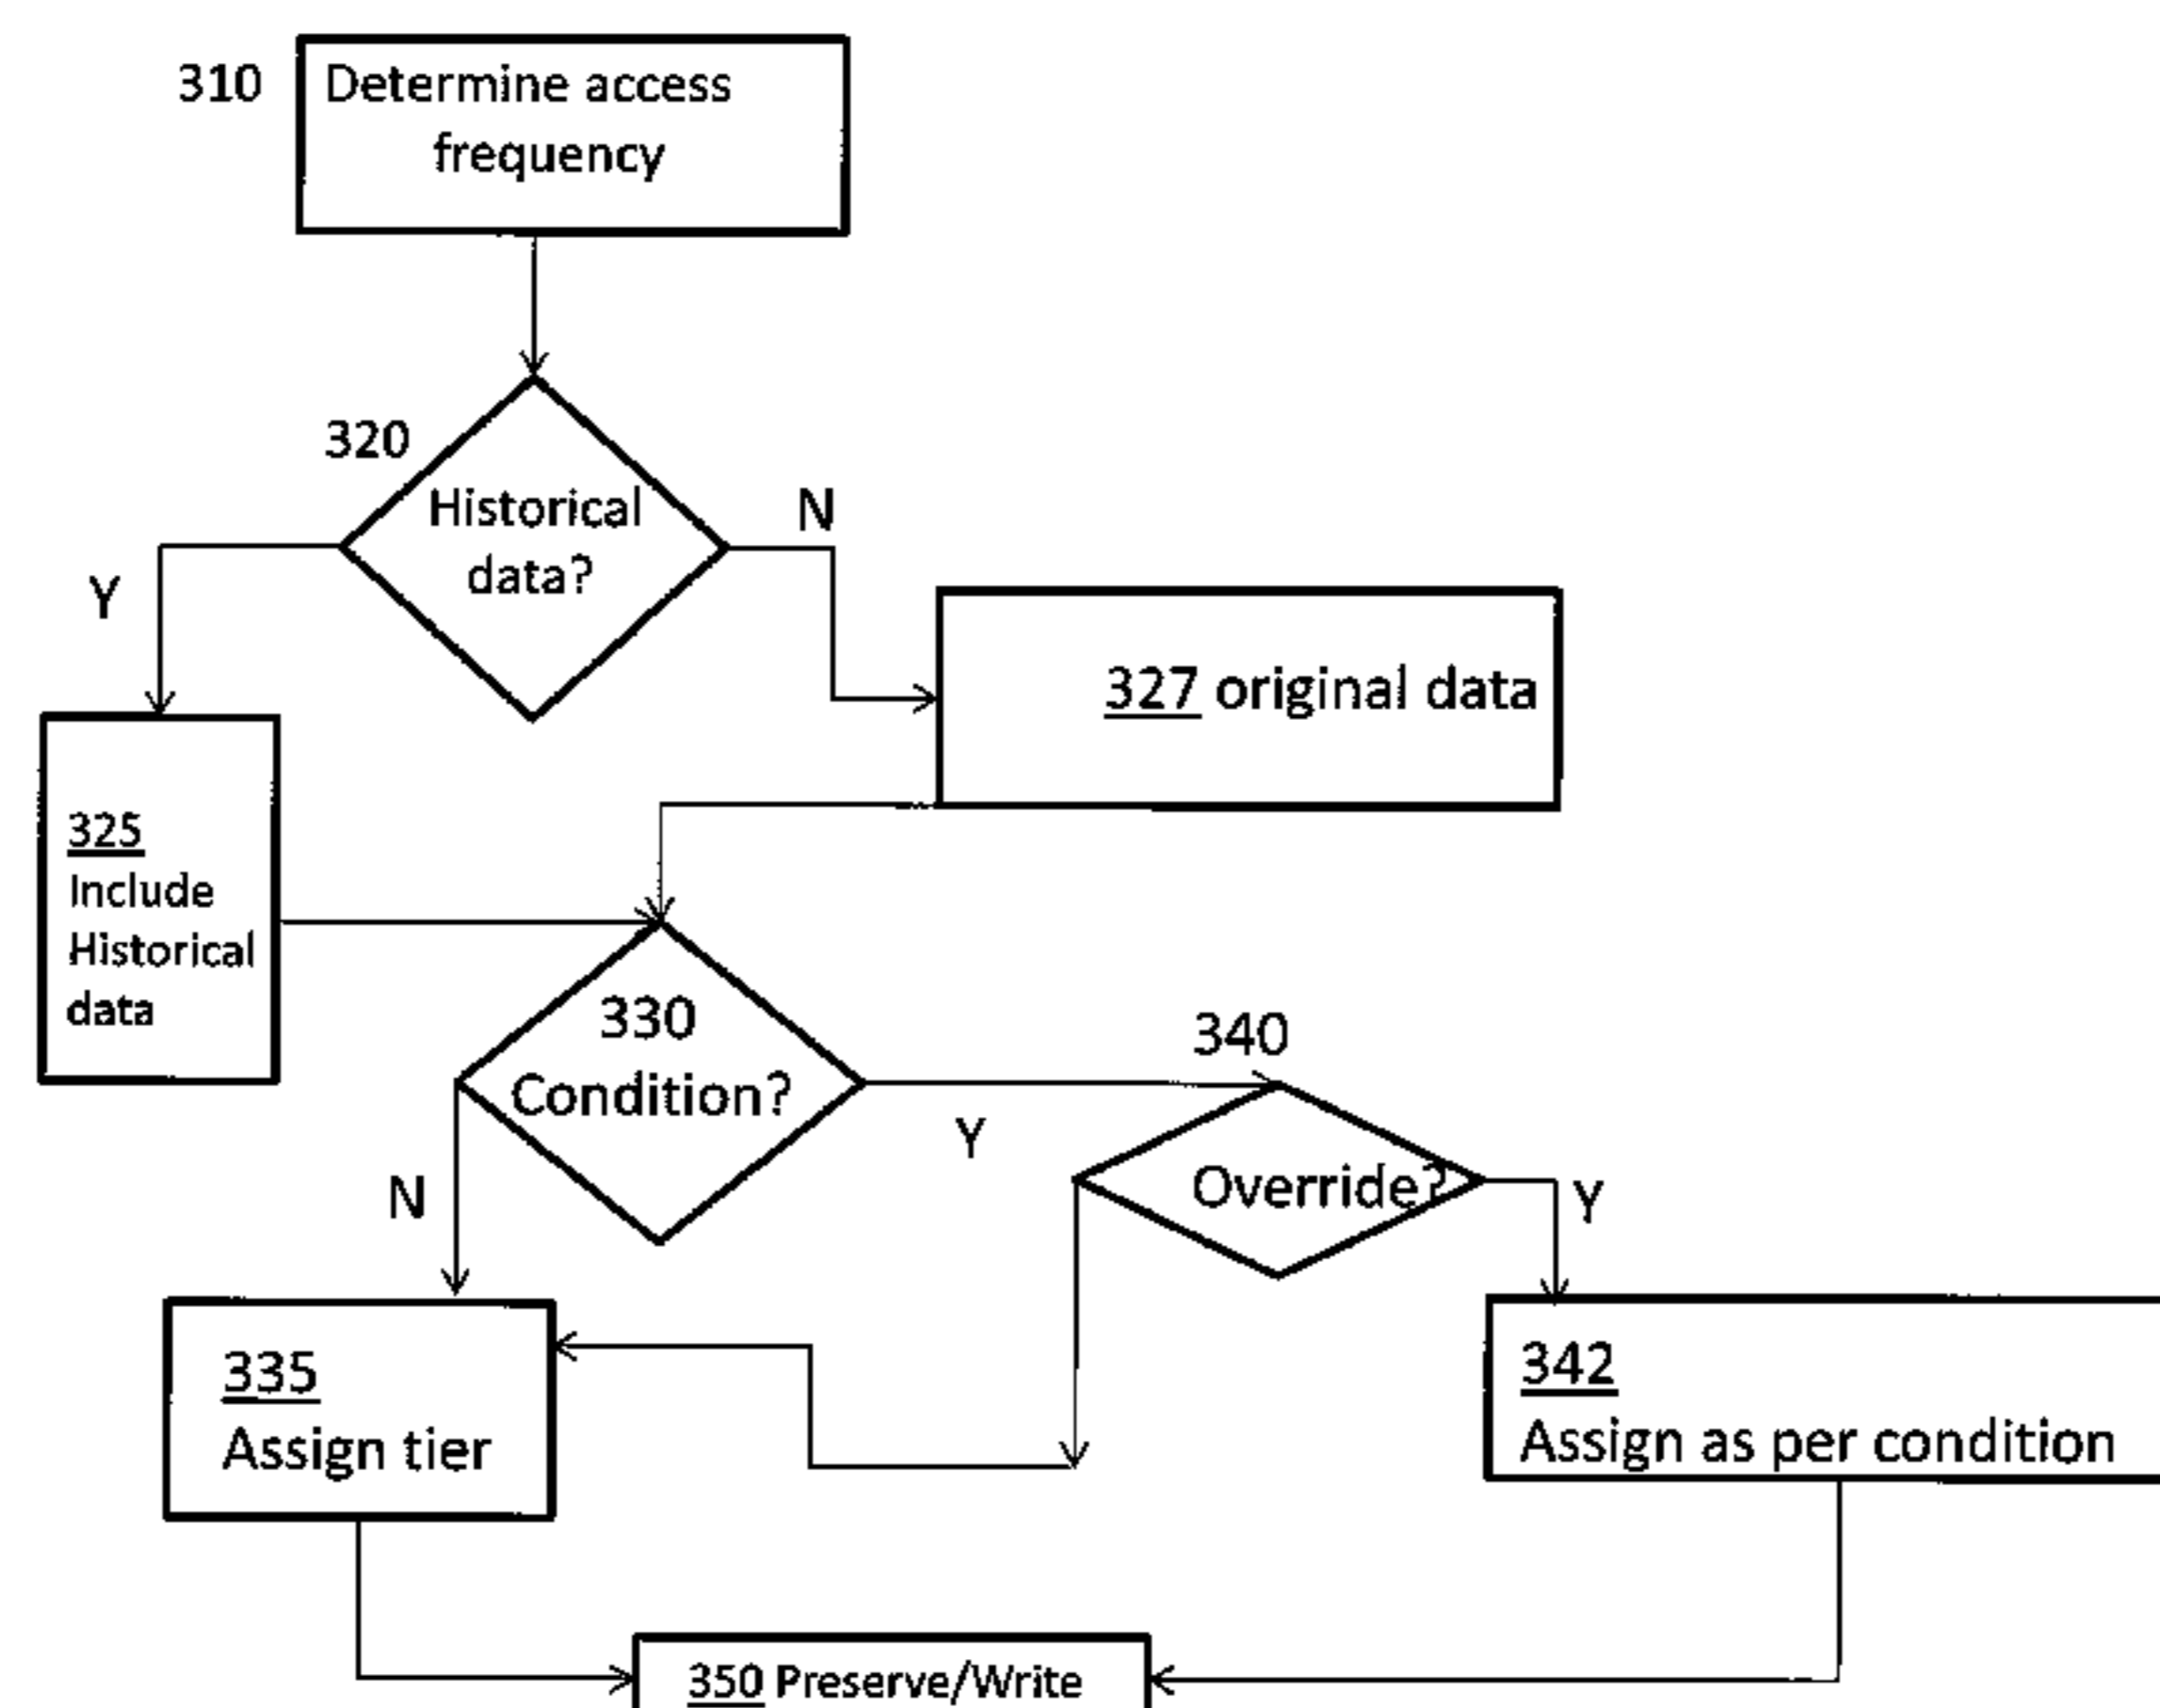 310
Determine access
frequency
320
Historical
data?
N
Y
327 original data
325
Include
Historical
data
330
Condition?
340
Y
N
Override?
Y
335
Assign tier
342
Assign as per condition
350 Preserve/Write